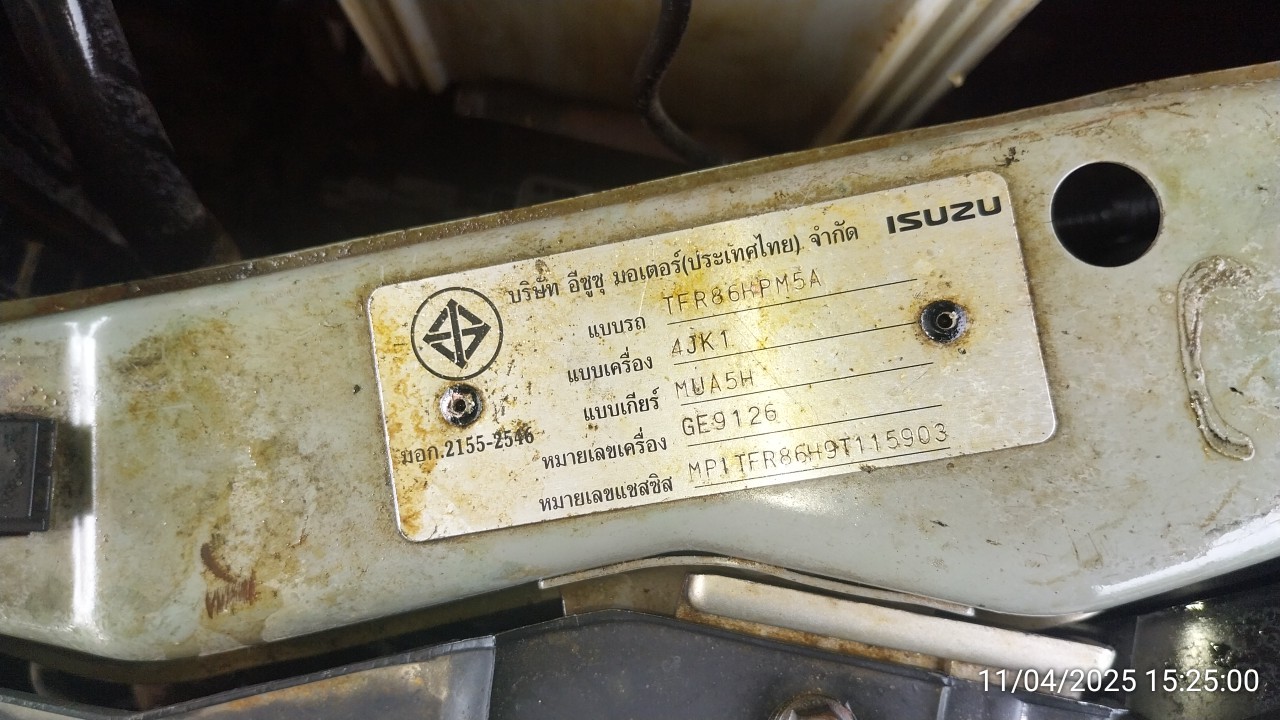 ISUZU
บริษัท อีซูซุ มอเตอร์(ประเทศไทย) จำกัด
แบบรถ TFR86HPM5A
แบบเครื่อง 4JK1
แบบเกียร์ MUA5H
หมายเลขเครื่อง GE9126
หมายเลขแชสซิส MP1TFR86H9T115903
มอก.2155-2546
11/04/2025 15:25:00